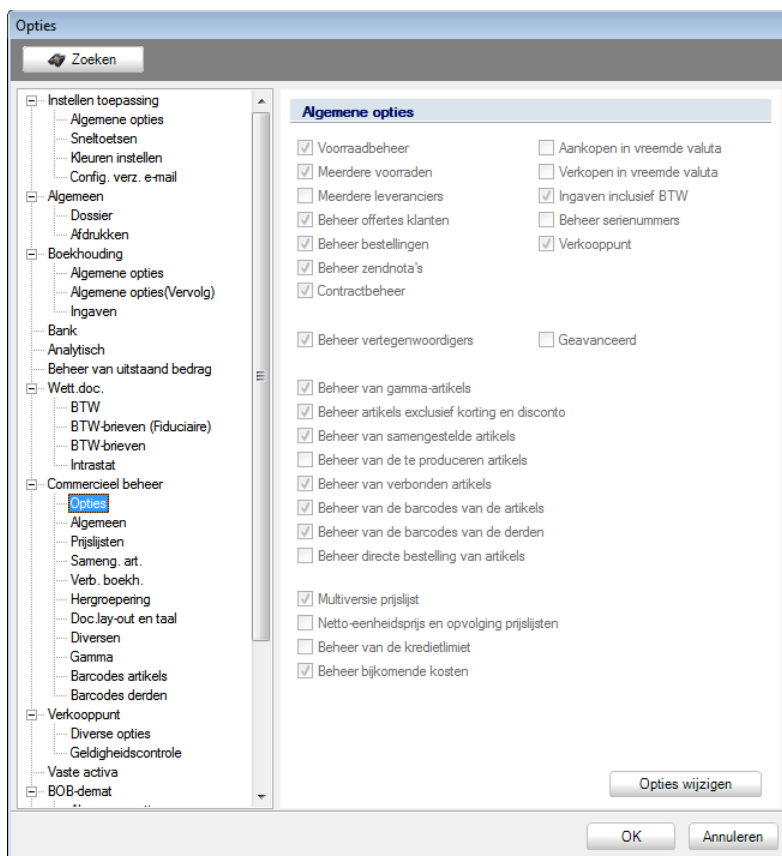 Opties
Zoeken
Instellen toepassing
Algemene opties
Sneltoetsen
Kleuren instellen
Config. verz. e-mail
Algemeen
Dossier
Afdrukken
Boekhouding
Algemene opties
Algemene opties(Vervolg)
Ingaven
Bank
Analytisch
Beheer van uitstaand bedrag
Wett.doc.
BTW
BTW-brieven (Fiduciaire)
BTW-brieven
Intrastat
Commercieel beheer
Opties
Algemeen
Prijslijsten
Sameng. art.
Verb. boekh.
Hergroepering
Doc.lay-out en taal
Diversen
Gamma
Barcodes artikels
Barcodes derden
Verkooppunt
Diverse opties
Geldigheidscontrole
Vaste activa
BOB-demat
Algemene opties
Voorraadbeheer
Aankopen in vreemde valuta
Meerdere voorraden
Verkopen in vreemde valuta
Meerdere leveranciers
Ingaven inclusief BTW
Beheer offertes klanten
Beheer serienummers
Beheer bestellingen
Verkooppunt
Beheer zendnota's
Contractbeheer
Beheer vertegenwoordigers
Geavanceerd
Beheer van gamma-artikels
Beheer artikels exclusief korting en disconto
Beheer van samengestelde artikels
Beheer van de te produceren artikels
Beheer van verbonden artikels
Beheer van de barcodes van de artikels
Beheer van de barcodes van de derden
Beheer directe bestelling van artikels
Multiversie prijslijst
Netto-eenheidsprijs en opvolging prijslijsten
Beheer van de kredietlimiet
Beheer bijkomende kosten
Opties wijzigen
OK
Annuleren